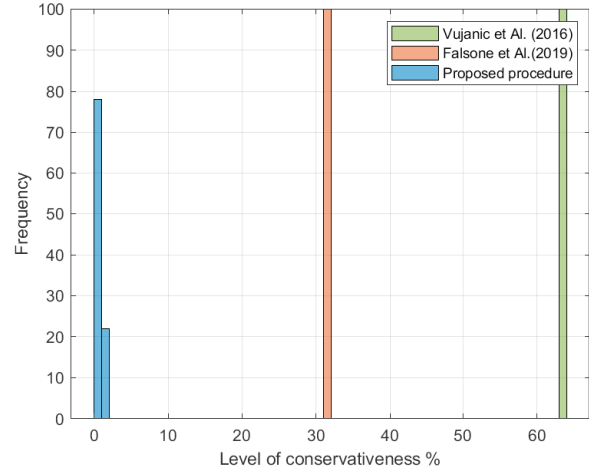 100
90
80
70
60
50
40
30
20
10
0
Frequency
Vujanic et Al. (2016)
Falsone et Al.(2019)
Proposed procedure
0 10 20 30 40 50 60
Level of conservativeness %